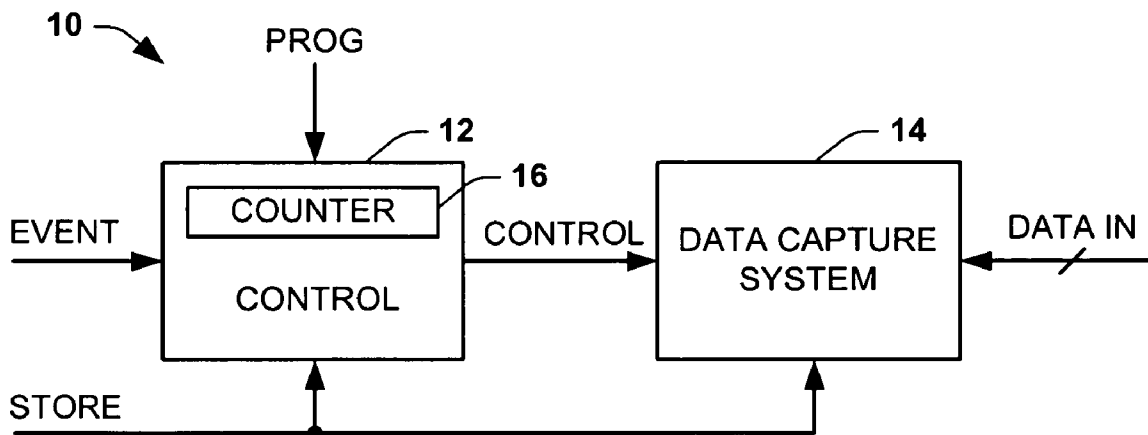 10
PROG
12
14
16
COUNTER
EVENT
CONTROL
DATA CAPTURE
SYSTEM
DATA IN
CONTROL
STORE